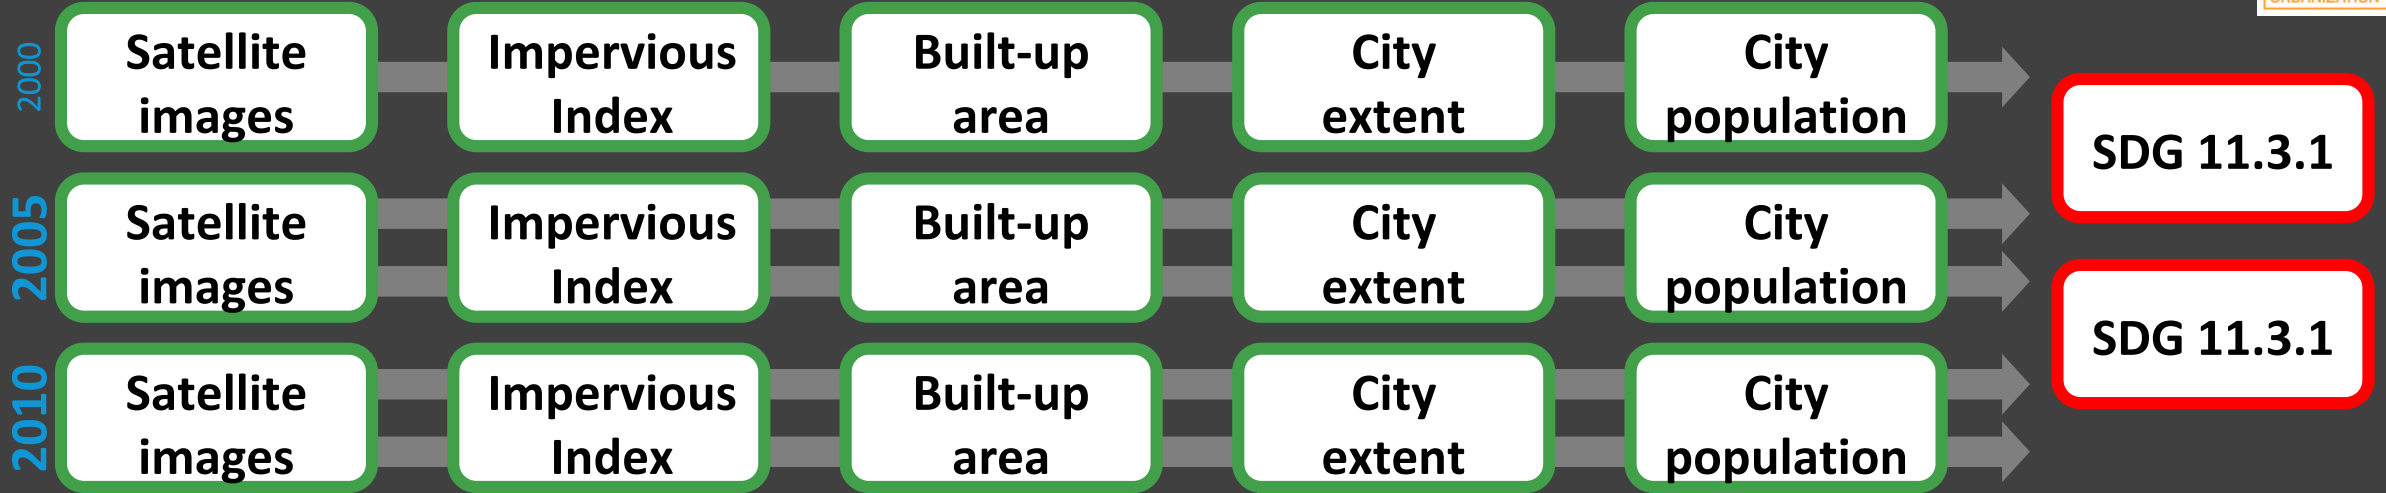 URBANIZATION
2000
Satellite
images
Impervious
Index
Built-up
area
City
extent
City
population
SDG 11.3.1
2005
Satellite
images
Impervious
Index
Built-up
area
City
extent
City
population
SDG 11.3.1
2010
Satellite
images
Impervious
Index
Built-up
area
City
extent
City
population